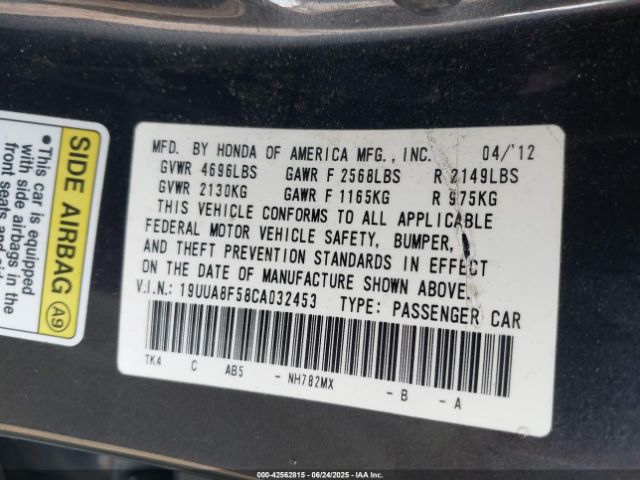 SIDE AIRBAG A9
•This car is equipped
with side airbags in the
front seats and side
MFD. BY HONDA OF AMERICA MFG., INC. 04/'12
GVWR 4696LBS GAWR F 2568LBS R 2149LBS
GVWR 2130KG GAWR F 1165KG R 975KG
THIS VEHICLE CONFORMS TO ALL APPLICABLE
FEDERAL MOTOR VEHICLE SAFETY, BUMPER,
AND THEFT PREVENTION STANDARDS IN EFFECT
ON THE DATE OF MANUFACTURE SHOWN ABOVE.
V.I.N.: 19UUA8F58CA032453 TYPE: PASSENGER CAR
TK4 C AB5 - NH782MX - B - A
000-42562815 - 06/24/2025 - IAAI.COM